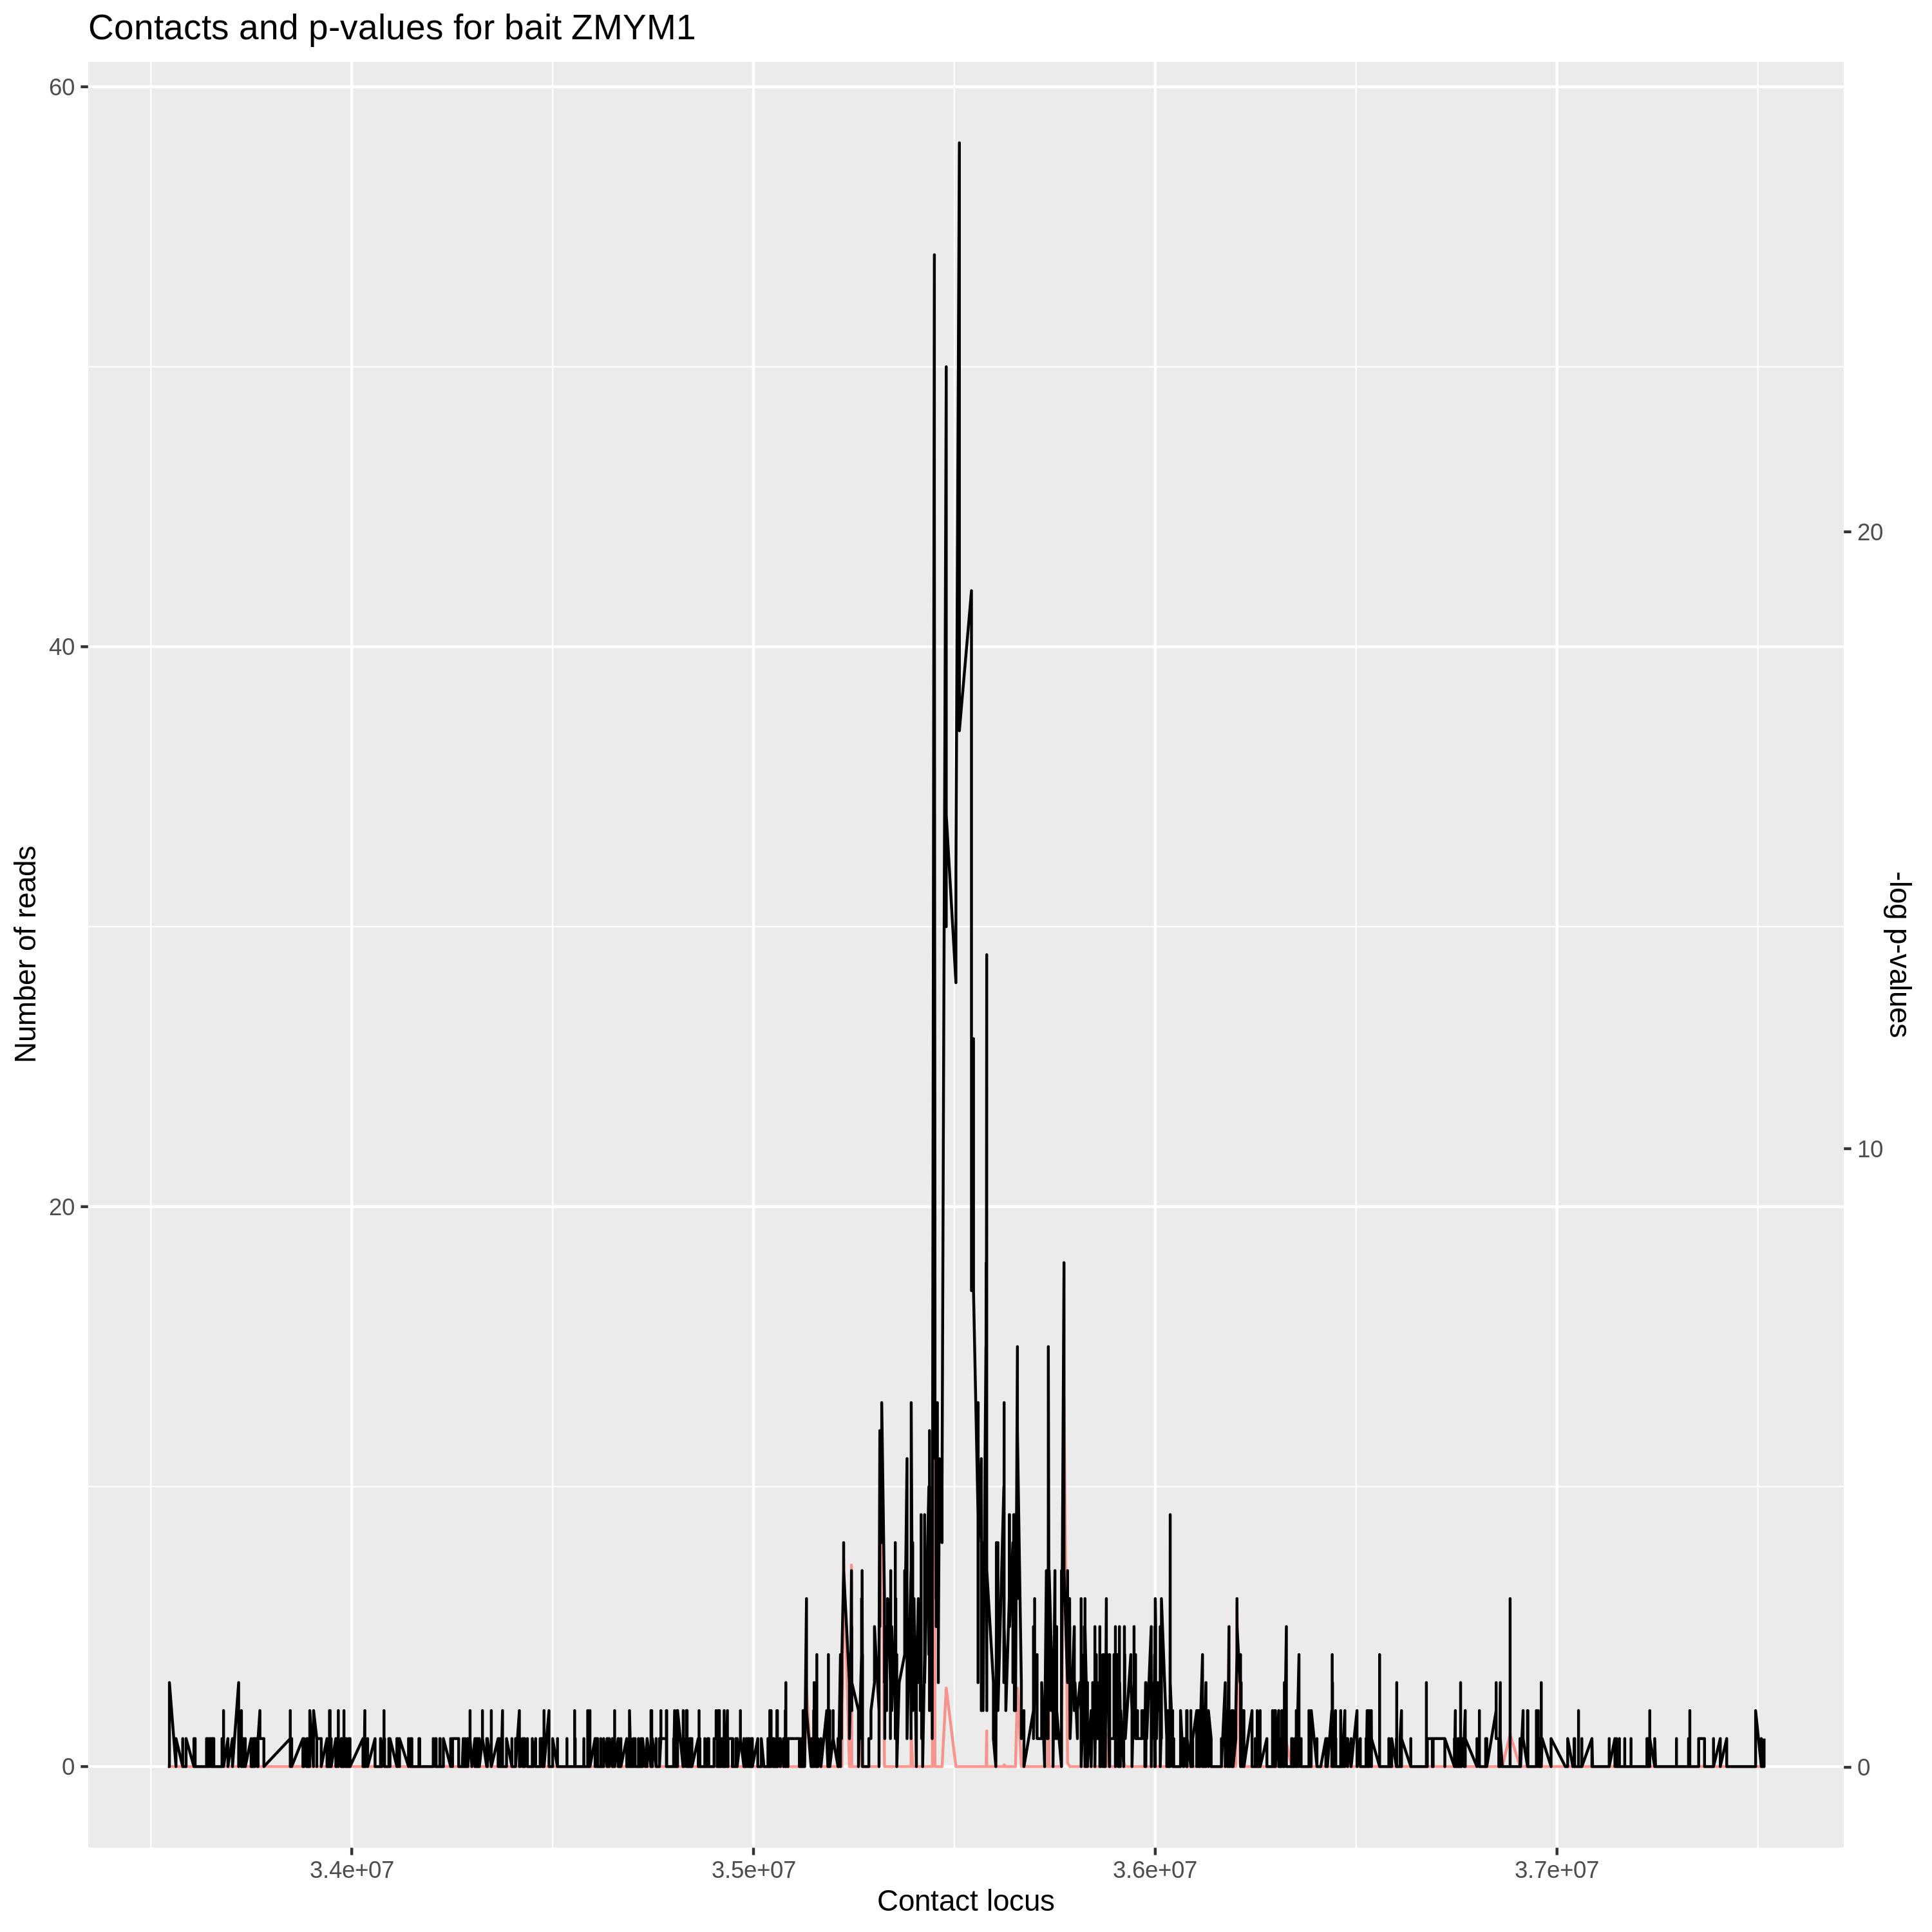 Contacts and p-values for bait ZMYM1
60
40
20
0
Number of reads
20
10
0
-log p-values
3.4e+07
3.5e+07
3.6e+07
3.7e+07
Contact locus